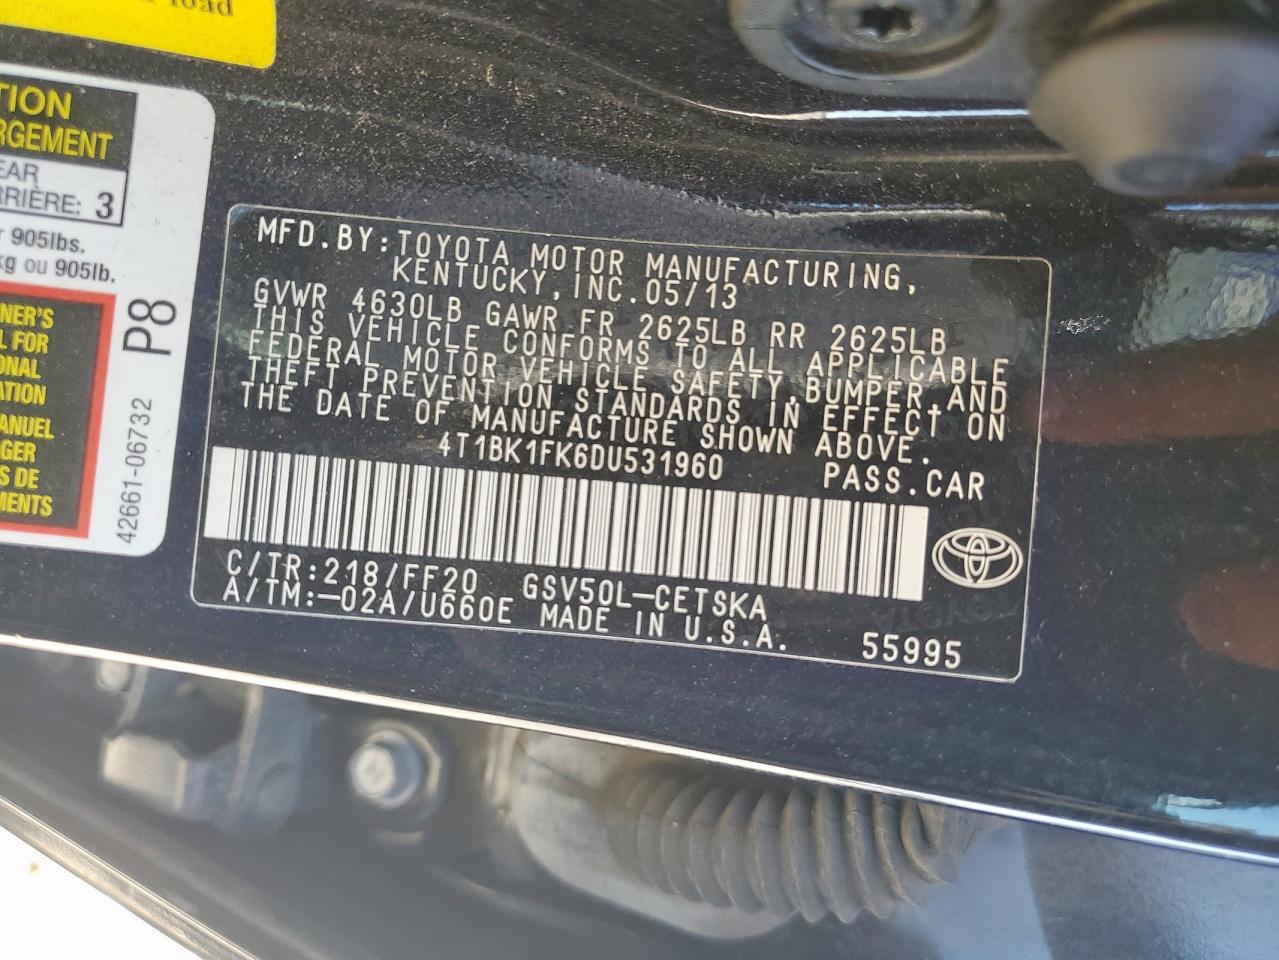 load
TION
RGEMENT
EAR
RRIÈRE: 3
905lbs.
kg ou 905lb.
NER'S
L FOR
ONAL
ATION
MANUEL
GER
S DE
MENTS
P8
42661-06732
MFD.BY:TOYOTA MOTOR MANUFACTURING,
KENTUCKY,INC.05/13
GVWR 4630LB GAWR FR 2625LB RR 2625LB
THIS VEHICLE CONFORMS TO ALL APPLICABLE
FEDERAL MOTOR VEHICLE SAFETY,BUMPER,AND
THEFT PREVENTION STANDARDS IN EFFECT ON
THE DATE OF MANUFACTURE SHOWN ABOVE.
4T1BK1FK6DU531960 PASS.CAR
C/TR:218/FF20 GSV50L-CETSKA
A/TM:-02A/U660E MADE IN U.S.A. 55995